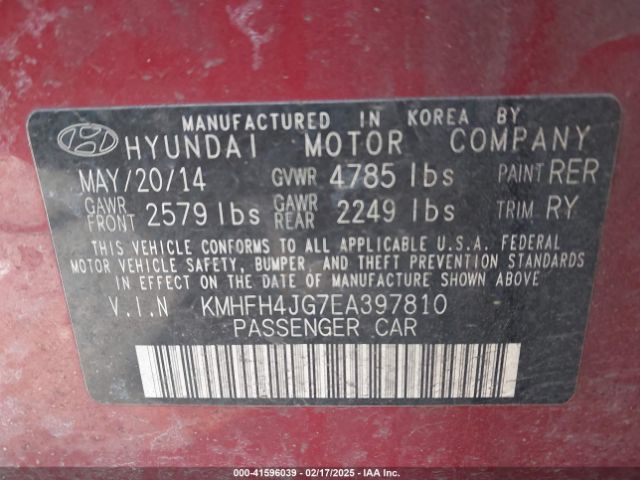 MANUFACTURED IN KOREA BY
HYUNDAI MOTOR COMPANY
MAY/20/14 GVWR 4785 lbs PAINT RER
GAWR FRONT 2579 lbs GAWR REAR 2249 lbs TRIM RY
THIS VEHICLE CONFORMS TO ALL APPLICABLE U.S.A. FEDERAL
MOTOR VEHICLE SAFETY, BUMPER, AND THEFT PREVENTION STANDARDS
IN EFFECT ON THE DATE OF MANUFACTURE SHOWN ABOVE.
V.I.N KMHFH4JG7EA397810
PASSENGER CAR
000-41596039 - 02/17/2025 - IAA Inc.